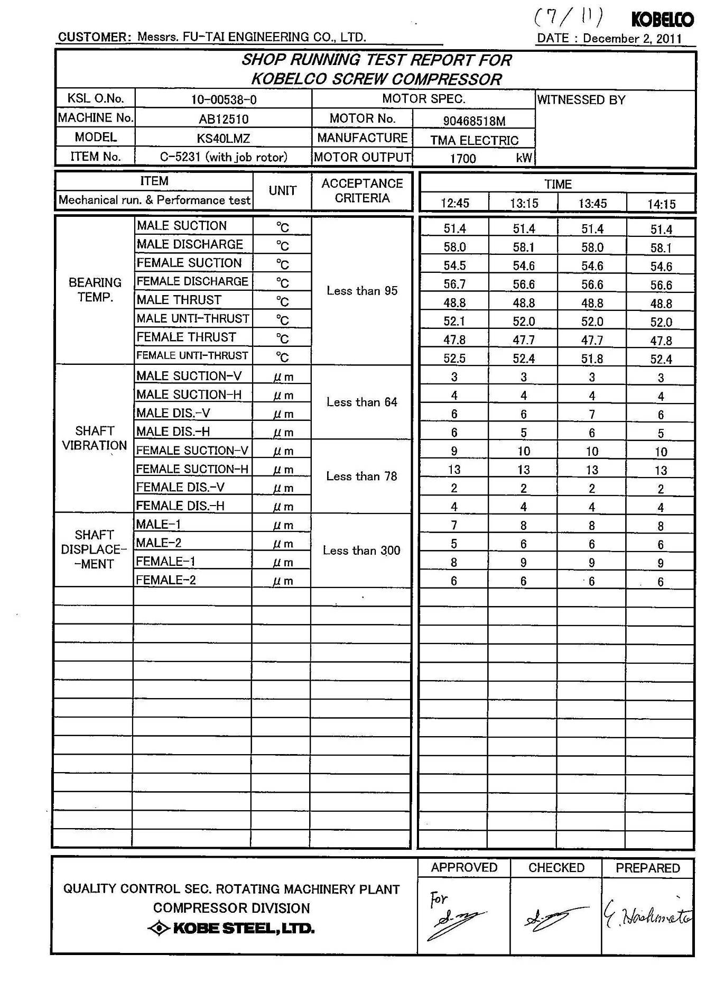 (7/11) KOBELCO
CUSTOMER: Messrs. FU-TAI ENGINEERING CO., LTD. DATE : December 2, 2011
SHOP RUNNING TEST REPORT FOR
KOBELCO SCREW COMPRESSOR
KSL O.No. 10-00538-0 MOTOR SPEC. WITNESSED BY
MACHINE No. AB12510 MOTOR No. 90468518M
MODEL KS40LMZ MANUFACTURE TMA ELECTRIC
ITEM No. C-5231 (with job rotor) MOTOR OUTPUT 1700 kW
ITEM UNIT ACCEPTANCE CRITERIA TIME
Mechanical run. & Performance test 12:45 13:15 13:45 14:15
BEARING TEMP. Less than 95
MALE SUCTION °C 51.4 51.4 51.4 51.4
MALE DISCHARGE °C 58.0 58.1 58.0 58.1
FEMALE SUCTION °C 54.5 54.6 54.6 54.6
FEMALE DISCHARGE °C 56.7 56.6 56.6 56.6
MALE THRUST °C 48.8 48.8 48.8 48.8
MALE UNTI-THRUST °C 52.1 52.0 52.0 52.0
FEMALE THRUST °C 47.8 47.7 47.7 47.8
FEMALE UNTI-THRUST °C 52.5 52.4 51.8 52.4
SHAFT VIBRATION
Less than 64
MALE SUCTION-V μm 3 3 3 3
MALE SUCTION-H μm 4 4 4 4
MALE DIS.-V μm 6 6 7 6
MALE DIS.-H μm 6 5 6 5
Less than 78
FEMALE SUCTION-V μm 9 10 10 10
FEMALE SUCTION-H μm 13 13 13 13
FEMALE DIS.-V μm 2 2 2 2
FEMALE DIS.-H μm 4 4 4 4
SHAFT DISPLACE- -MENT Less than 300
MALE-1 μm 7 8 8 8
MALE-2 μm 5 6 6 6
FEMALE-1 μm 8 9 9 9
FEMALE-2 μm 6 6 6 6
APPROVED CHECKED PREPARED
QUALITY CONTROL SEC. ROTATING MACHINERY PLANT
COMPRESSOR DIVISION
KOBE STEEL, LTD.
For
Hashimoto